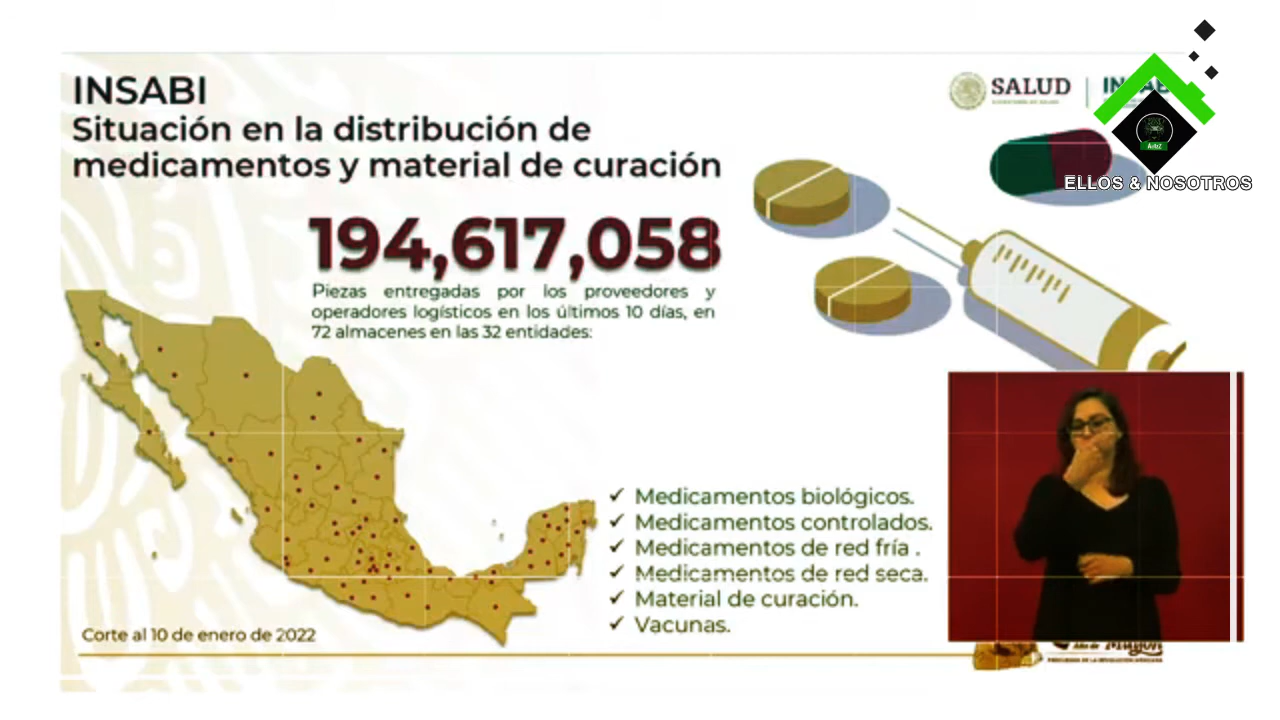 INSABI
Situación en la distribución de
medicamentos y material de curación
SALUD
194,617,058
Piezas entregadas por los proveedores y
operadores logísticos en los últimos 10 días, en
72 almacenes en las 32 entidades:
ELLOS & NOSOTROS
✓ Medicamentos biológicos.
✓ Medicamentos controlados.
✓ Medicamentos de red fría .
✓ Medicamentos de red seca.
✓ Material de curación.
✓ Vacunas.
Corte al 10 de enero de 2022
Magón